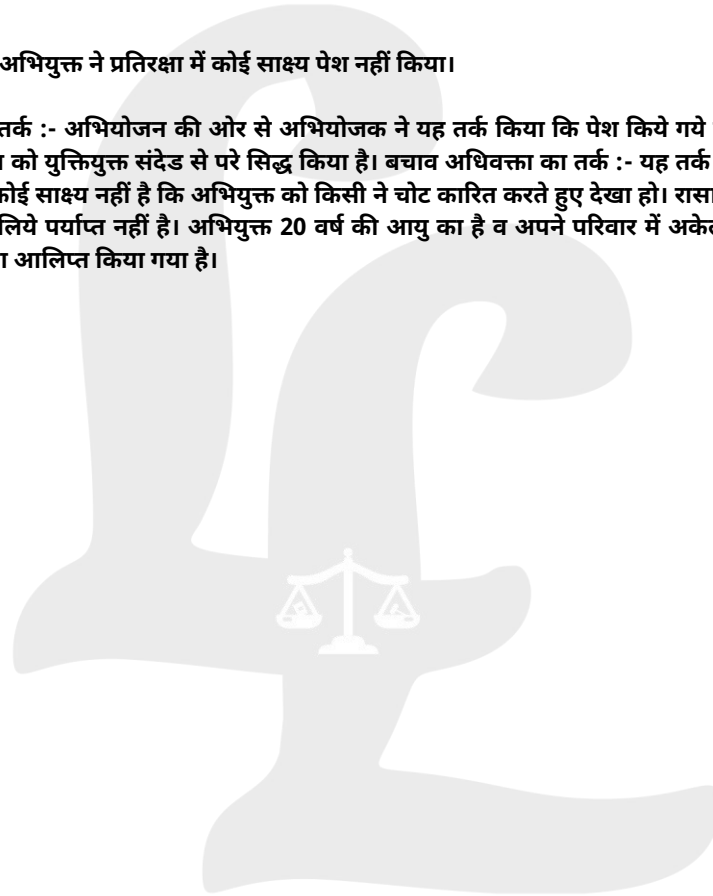 अभियुक्त ने प्रतिरक्षा में कोई साक्ष्य पेश नहीं किया।
तर्क :- अभियोजन की ओर से अभियोजक ने यह तर्क किया कि पेश किये गये
को युक्तियुक्त संदेड से परे सिद्ध किया है। बचाव अधिवक्ता का तर्क :- यह तर्क
कोई साक्ष्य नहीं है कि अभियुक्त को किसी ने चोट कारित करते हुए देखा हो। रासा
लिये पर्याप्त नहीं है। अभियुक्त 20 वर्ष की आयु का है व अपने परिवार में अकेल
आलिप्त किया गया है।